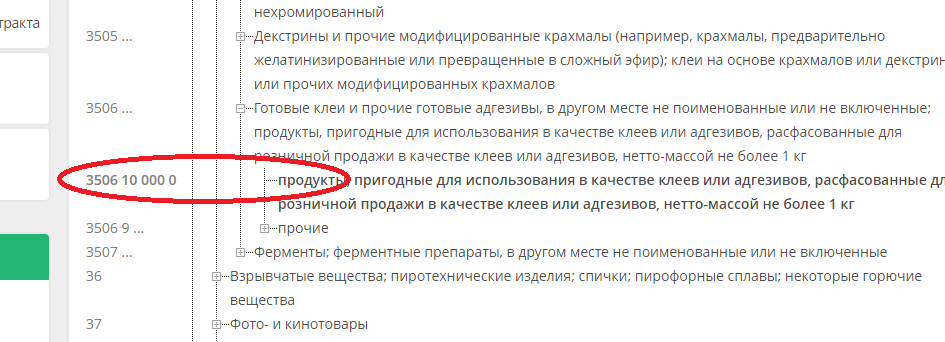 нехромированный
тракта
3505 ... Декстрины и прочие модифицированные крахмалы (например, крахмалы, предварительно
желатинизированные или превращенные в сложный эфир); клеи на основе крахмалов или декстрин
или прочих модифицированных крахмалов
3506 ... Готовые клеи и прочие готовые адгезивы, в другом месте не поименованные или не включенные;
продукты, пригодные для использования в качестве клеев или адгезивов, расфасованные для
розничной продажи в качестве клеев или адгезивов, нетто-массой не более 1 кг
3506 10 000 0 продукты, пригодные для использования в качестве клеев или адгезивов, расфасованные дл
розничной продажи в качестве клеев или адгезивов, нетто-массой не более 1 кг
3506 9 ... прочие
3507 ... Ферменты; ферментные препараты, в другом месте не поименованные или не включенные
36 Взрывчатые вещества; пиротехнические изделия; спички; пирофорные сплавы; некоторые горючие
вещества
37 Фото- и кинотовары